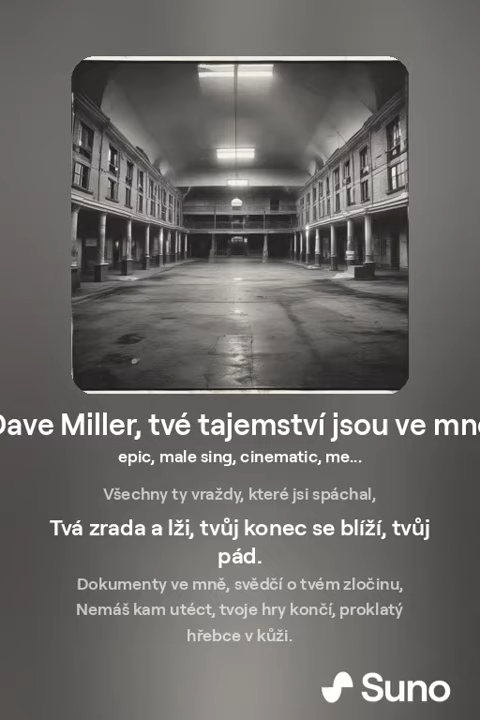 Dave Miller, tvé tajemství jsou ve mně
epic, male sing, cinematic, me...
Všechny ty vraždy, které jsi spáchal,
Tvá zrada a lži, tvůj konec se blíží, tvůj
pád.
Dokumenty ve mně, svědčí o tvém zločinu,
Nemáš kam utéct, tvoje hry končí, proklatý
hřebce v kůži.
Suno